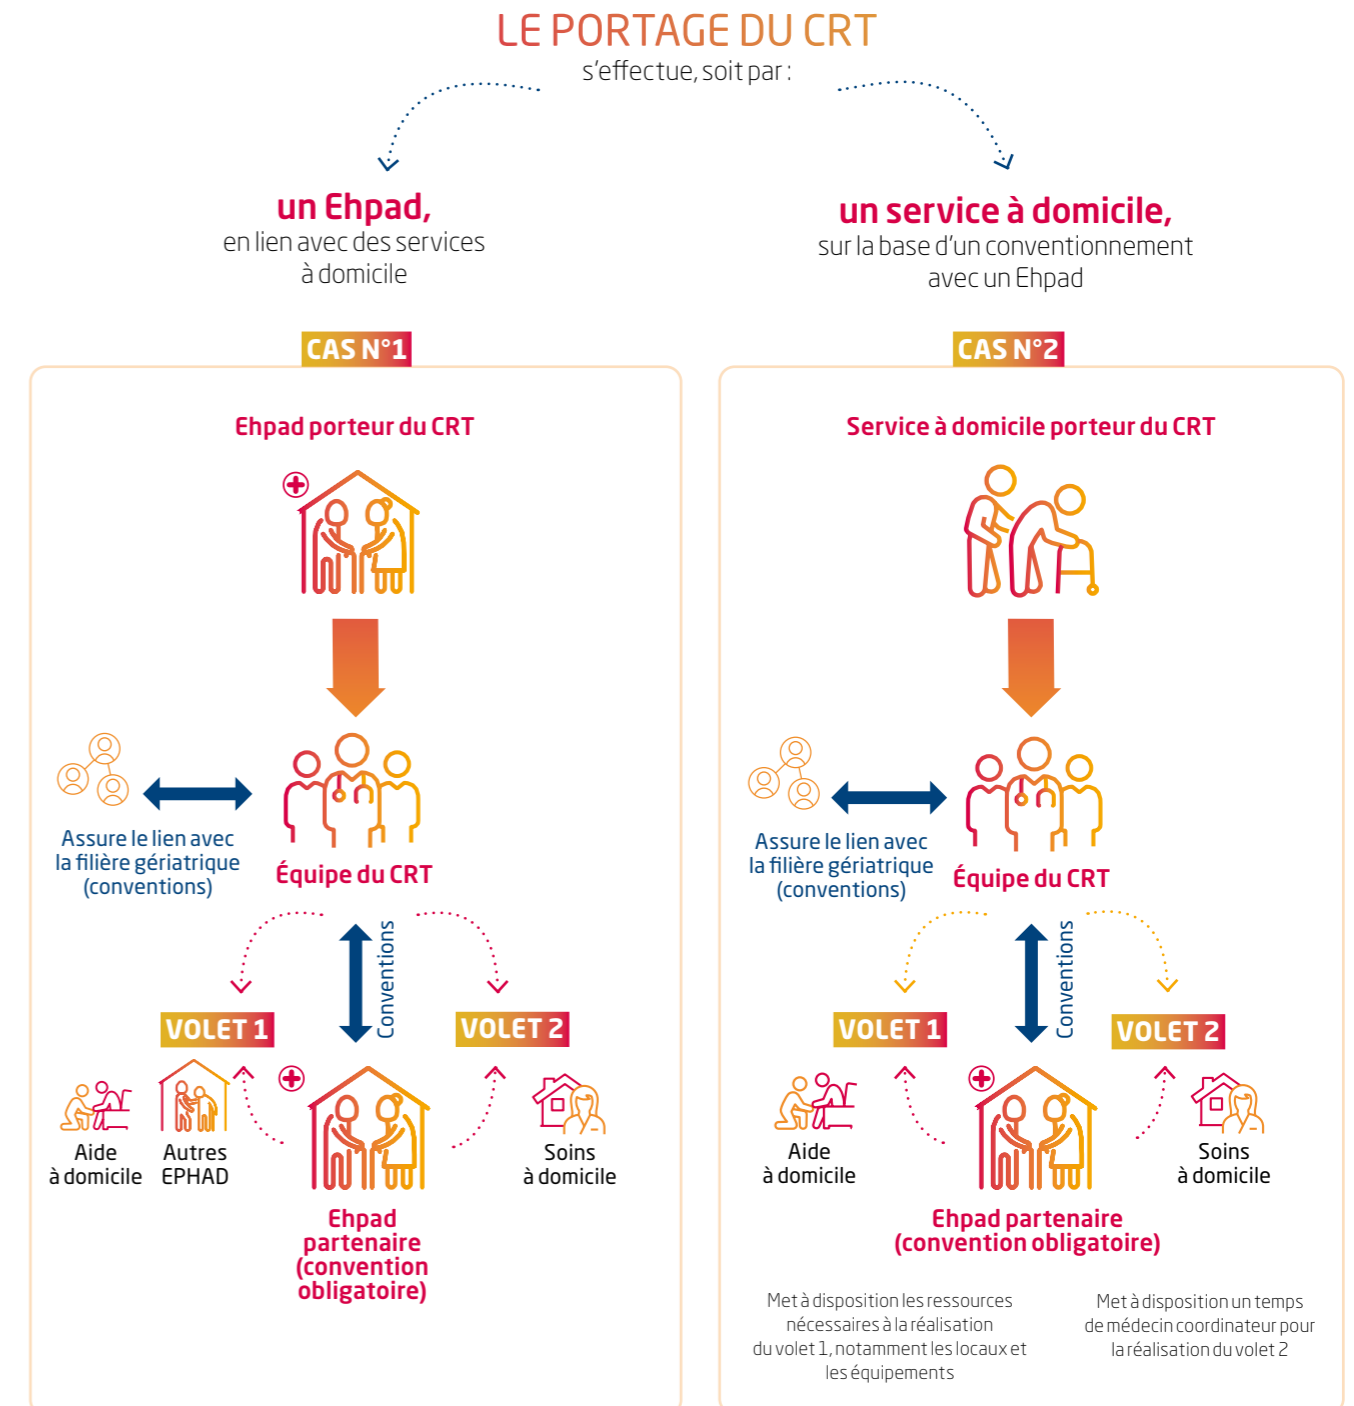 LE PORTAGE DU CRT
s'effectue, soit par :
un Ehpad,
en lien avec des services
à domicile
un service à domicile,
sur la base d'un conventionnement
avec un Ehpad
CAS N°1
Ehpad porteur du CRT
Assure le lien avec
la filière gériatrique
(conventions)
Équipe du CRT
Conventions
VOLET 1
VOLET 2
Aide
à domicile
Autres
EPHAD
Soins
à domicile
Ehpad
partenaire
(convention
obligatoire)
CAS N°2
Service à domicile porteur du CRT
Assure le lien avec
la filière gériatrique
(conventions)
Équipe du CRT
Conventions
VOLET 1
VOLET 2
Aide
à domicile
Soins
à domicile
Ehpad partenaire
(convention obligatoire)
Met à disposition les ressources
nécessaires à la réalisation
du volet 1, notamment les locaux et
les équipements
Met à disposition un temps
de médecin coordinateur pour
la réalisation du volet 2